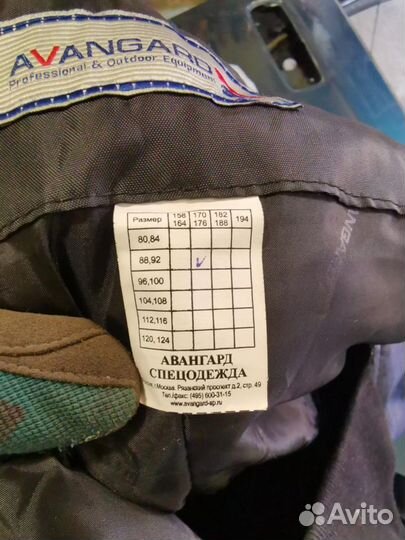 AVANGARD
Professional & Outdoor Equipment
Размер 158 170 182 194
164 176 188
80,84
88,92 V
96,100
104,108
112,116
120,124
АВАНГАРД
СПЕЦОДЕЖДА
Москва. Рязанский проспект д.2, стр. 49
Тел./факс: (495) 600-31-15
www.avangard-sp.ru
Avito